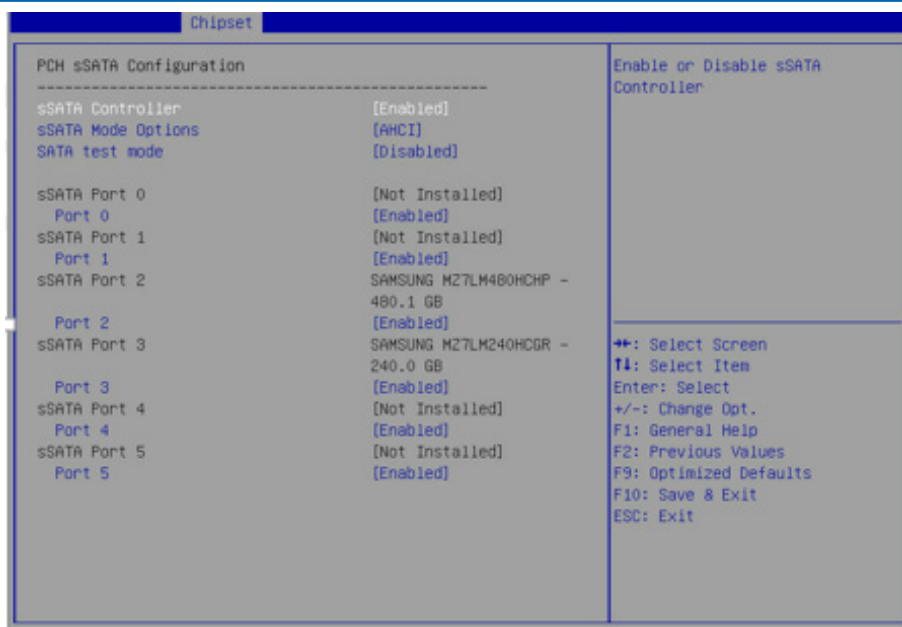 Chipset
PCH sSATA Configuration
sSATA Controller [Enabled]
sSATA Mode Options [AHCI]
SATA test mode [Disabled]
sSATA Port 0 [Not Installed]
Port 0 [Enabled]
sSATA Port 1 [Not Installed]
Port 1 [Enabled]
sSATA Port 2 SAMSUNG MZ7LM480HCHP -
480.1 GB
Port 2 [Enabled]
sSATA Port 3 SAMSUNG MZ7LM240HCGR -
240.0 GB
Port 3 [Enabled]
sSATA Port 4 [Not Installed]
Port 4 [Enabled]
sSATA Port 5 [Not Installed]
Port 5 [Enabled]
Enable or Disable sSATA
Controller
→←: Select Screen
↑↓: Select Item
Enter: Select
+/-: Change Opt.
F1: General Help
F2: Previous Values
F9: Optimized Defaults
F10: Save & Exit
ESC: Exit